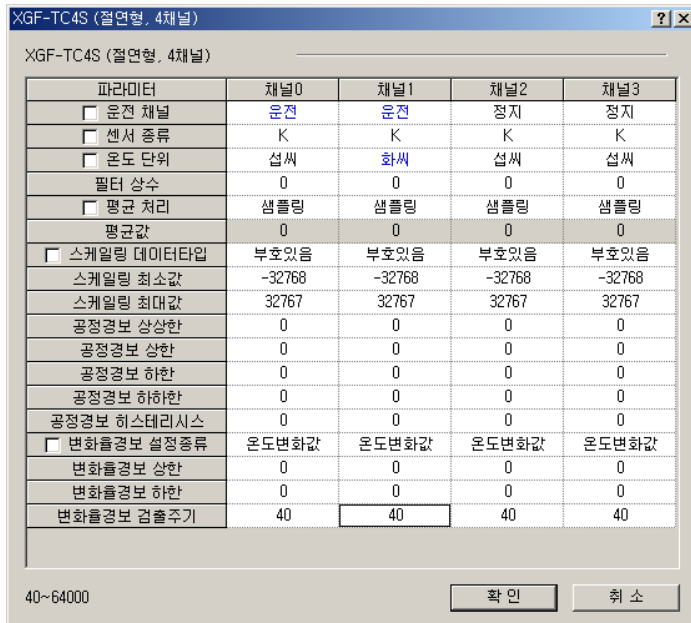 XGF-TC4S (절연형, 4채널)
XGF-TC4S (절연형, 4채널)
파라미터 채널0 채널1 채널2 채널3
운전 채널 운전 운전 정지 정지
센서 종류 K K K K
온도 단위 섭씨 화씨 섭씨 섭씨
필터 상수 0 0 0 0
평균 처리 샘플링 샘플링 샘플링 샘플링
평균값 0 0 0 0
스케일링 데이터타입 부호있음 부호있음 부호있음 부호있음
스케일링 최소값 -32768 -32768 -32768 -32768
스케일링 최대값 32767 32767 32767 32767
공정경보 상상한 0 0 0 0
공정경보 상한 0 0 0 0
공정경보 하한 0 0 0 0
공정경보 하하한 0 0 0 0
공정경보 히스테리시스 0 0 0 0
변화율경보 설정종류 온도변화값 온도변화값 온도변화값 온도변화값
변화율경보 상한 0 0 0 0
변화율경보 하한 0 0 0 0
변화율경보 검출주기 40 40 40 40
40~64000 확인 취소